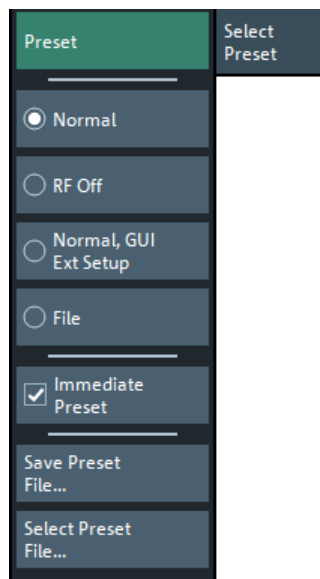 Preset
Select
Preset
Normal
RF Off
Normal, GUI
Ext Setup
File
Immediate
Preset
Save Preset
File...
Select Preset
File...